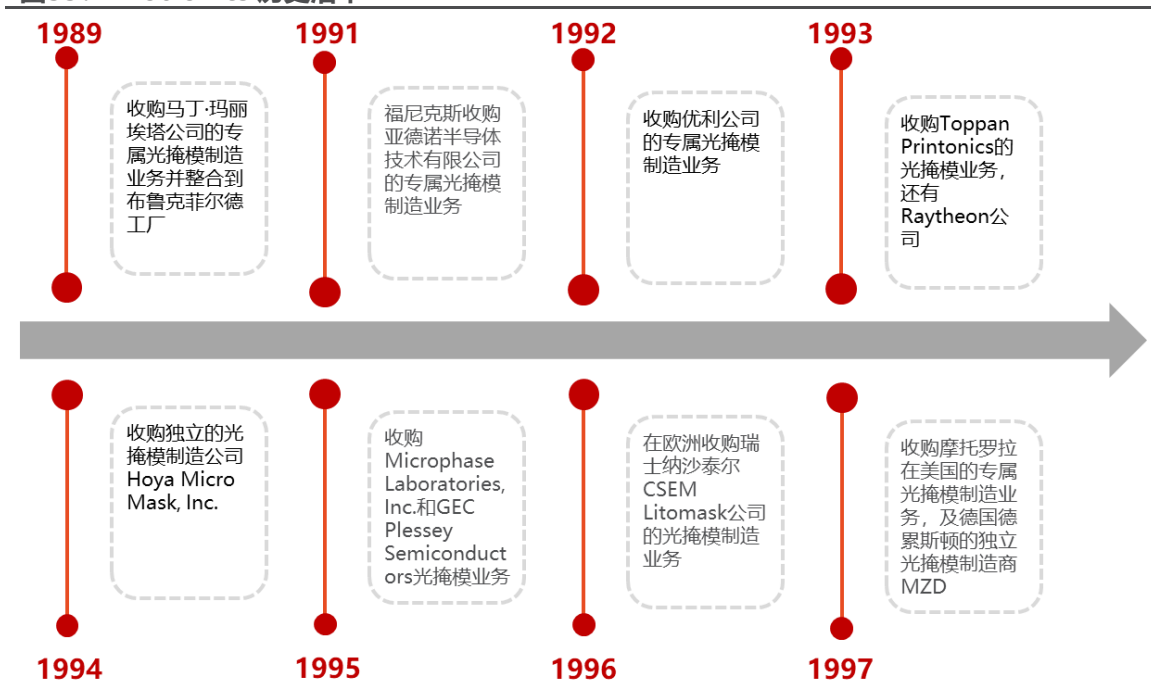 1989
1991
1992
1993
收购马丁·玛丽
埃塔公司的专
属光掩模制造
业务并整合到
布鲁克菲尔德
工厂
福尼克斯收购
亚德诺半导体
技术有限公司
的专属光掩模
制造业务
收购优利公司
的专属光掩模
制造业务
收购Toppan
Printonics的
光掩模业务，
还有
Raytheon公
司
收购独立的光
掩模制造公司
Hoya Micro
Mask, Inc.
收购
Microphase
Laboratories,
Inc.和GEC
Plessey
Semiconduct
ors光掩模业务
在欧洲收购瑞
士纳沙泰尔
CSEM
Litomask公司
的光掩模制造
业务
收购摩托罗拉
在美国的专属
光掩模制造业
务，及德国德
累斯顿的独立
光掩模制造商
MZD
1994
1995
1996
1997